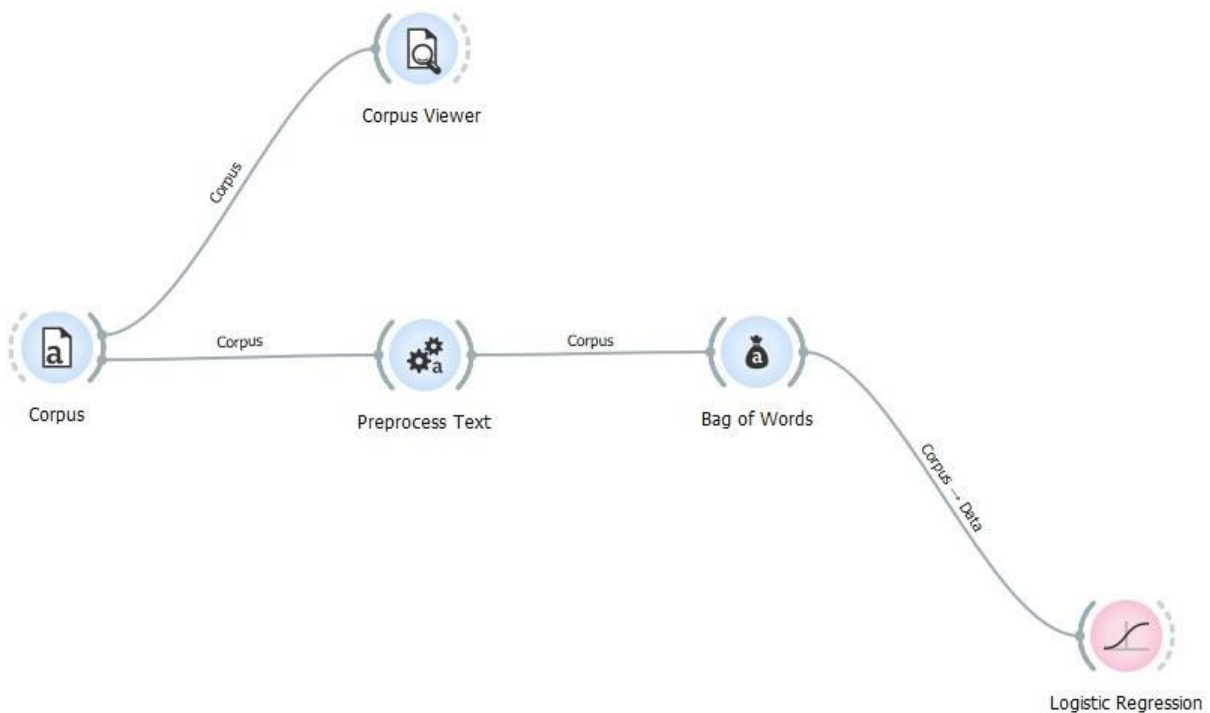 Corpus Viewer
Corpus
Corpus
Corpus
Corpus
Preprocess Text
Bag of Words
Corpus → Data
Logistic Regression